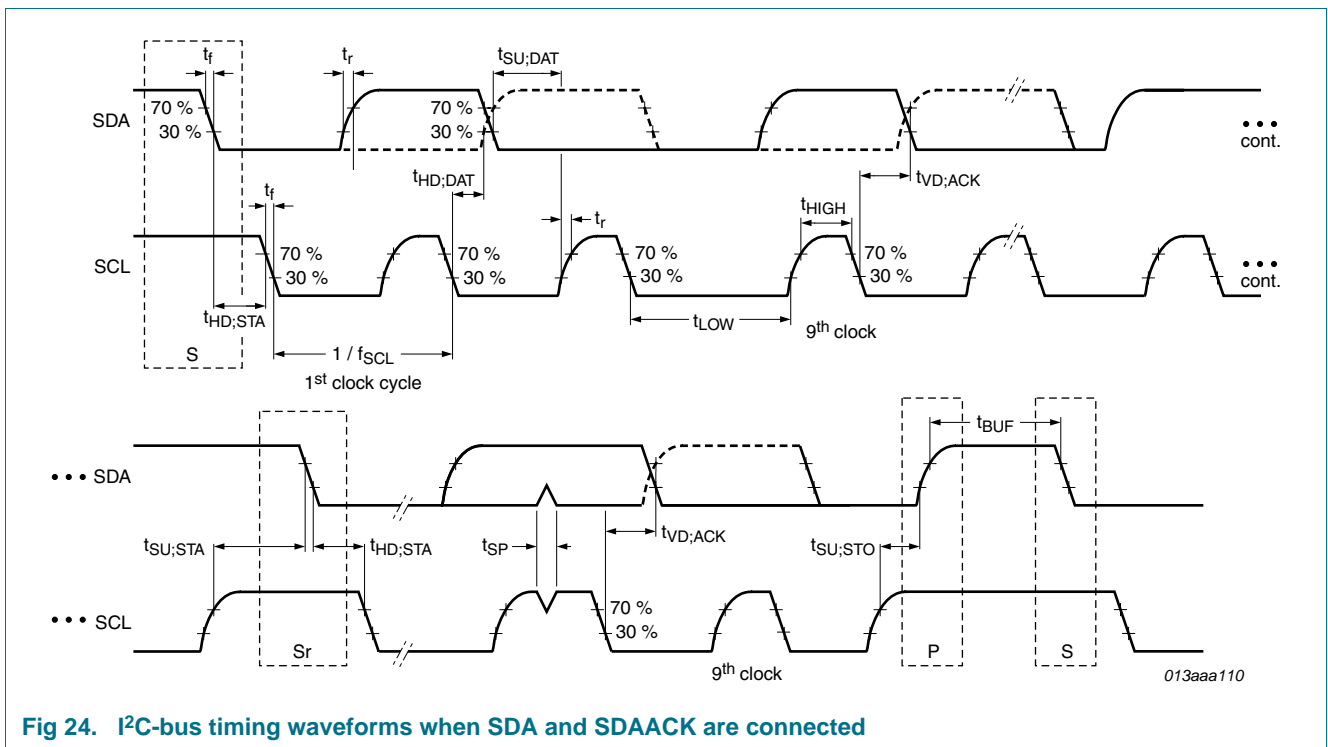 tf
tr
tSU;DAT
70 %
30 %
70 %
30 %
SDA
cont.
tHD;DAT
tVD;ACK
tf
tr
tHIGH
SCL
70 %
30 %
70 %
30 %
70 %
30 %
70 %
30 %
cont.
tHD;STA
tLOW
9th clock
S
1 / fSCL
1st clock cycle
tBUF
••• SDA
tSU;STA
tHD;STA
tSP
tVD;ACK
tSU;STO
••• SCL
70 %
30 %
Sr
9th clock
P
S
013aaa110
Fig 24. I²C-bus timing waveforms when SDA and SDAACK are connected